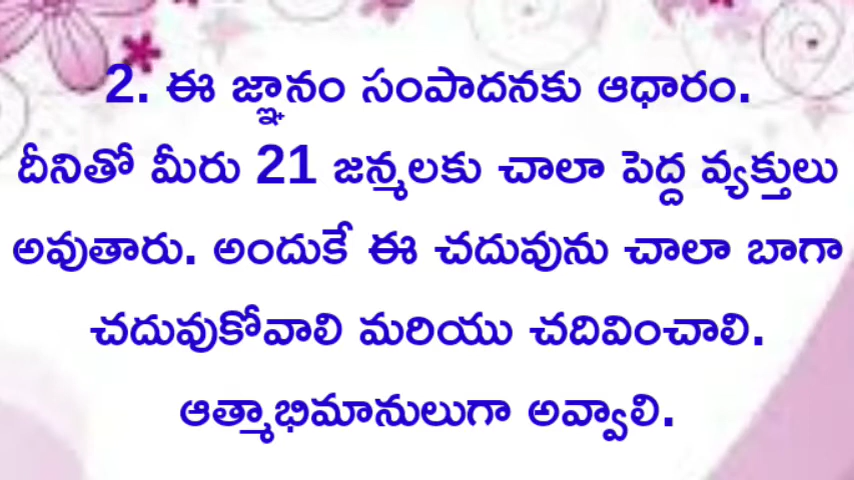 2. ఈ జ్ఞానం సంపాదనకు ఆధారం.
దీనితో మీరు 21 జన్మలకు చాలా పెద్ద వ్యక్తులు
అవుతారు. అందుకే ఈ చదువును చాలా బాగా
చదువుకోవాలి మరియు చదివించాలి.
ఆత్మాభిమానులుగా అవ్వాలి.